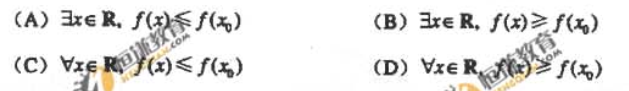 (A) ∃x∈R, f(x)≤f(x₀) (B) ∃x∈R, f(x)≥f(x₀)
(C) ∀x∈R, f(x)≤f(x₀) (D) ∀x∈R, f(x)≥f(x₀)